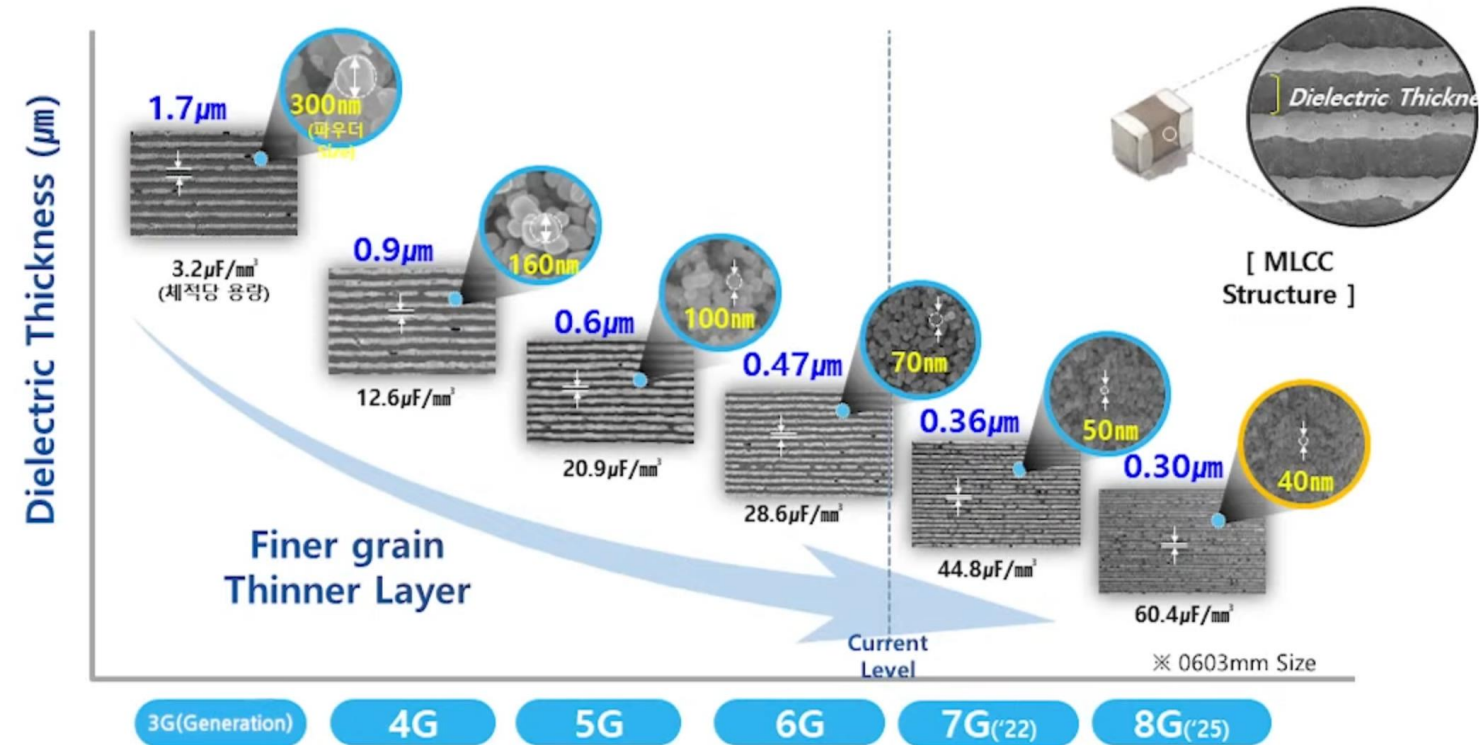 Dielectric Thickness (µm)
1.7µm
300nm
(파우더
3.2µF/mm³
(체적당 용량)
0.9µm
160nm
12.6µF/mm³
0.6µm
100nm
20.9µF/mm³
0.47µm
70nm
28.6µF/mm³
0.36µm
50nm
44.8µF/mm³
0.30µm
40nm
60.4µF/mm³
Dielectric Thickne
[ MLCC
Structure ]
Finer grain
Thinner Layer
Current
Level
※ 0603mm Size
3G(Generation)
4G
5G
6G
7G('22)
8G('25)